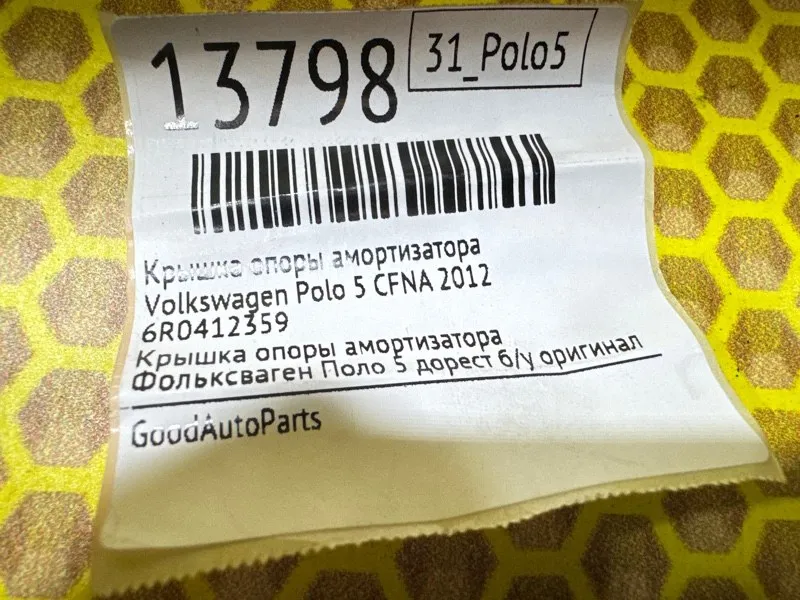 13798
31_Polo5
Крышка опоры амортизатора
Volkswagen Polo 5 CFNA 2012
6R0412359
Крышка опоры амортизатора
Фольксваген Поло 5 дорест б/у оригинал
GoodAutoParts